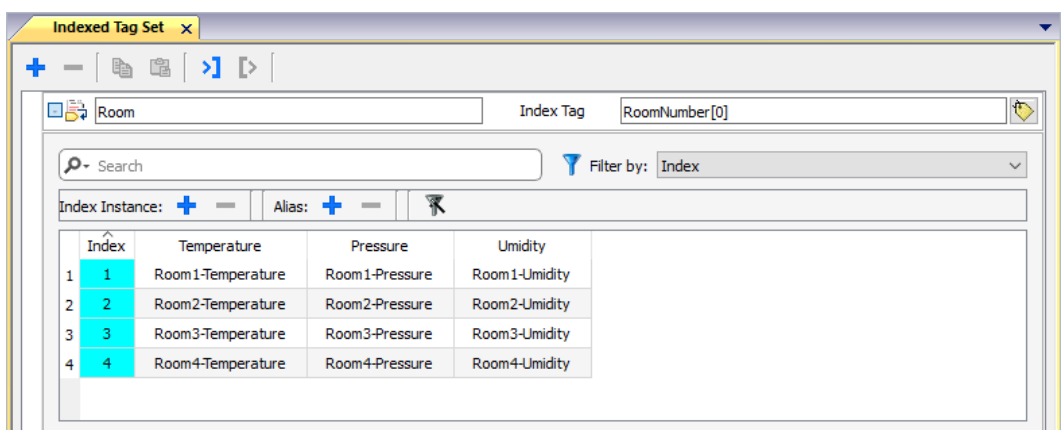 Indexed Tag Set
Room Index Tag RoomNumber[0]
Search Filter by: Index
Index Instance: Alias:
Index Temperature Pressure Umidity
1 1 Room1-Temperature Room1-Pressure Room1-Umidity
2 2 Room2-Temperature Room2-Pressure Room2-Umidity
3 3 Room3-Temperature Room3-Pressure Room3-Umidity
4 4 Room4-Temperature Room4-Pressure Room4-Umidity